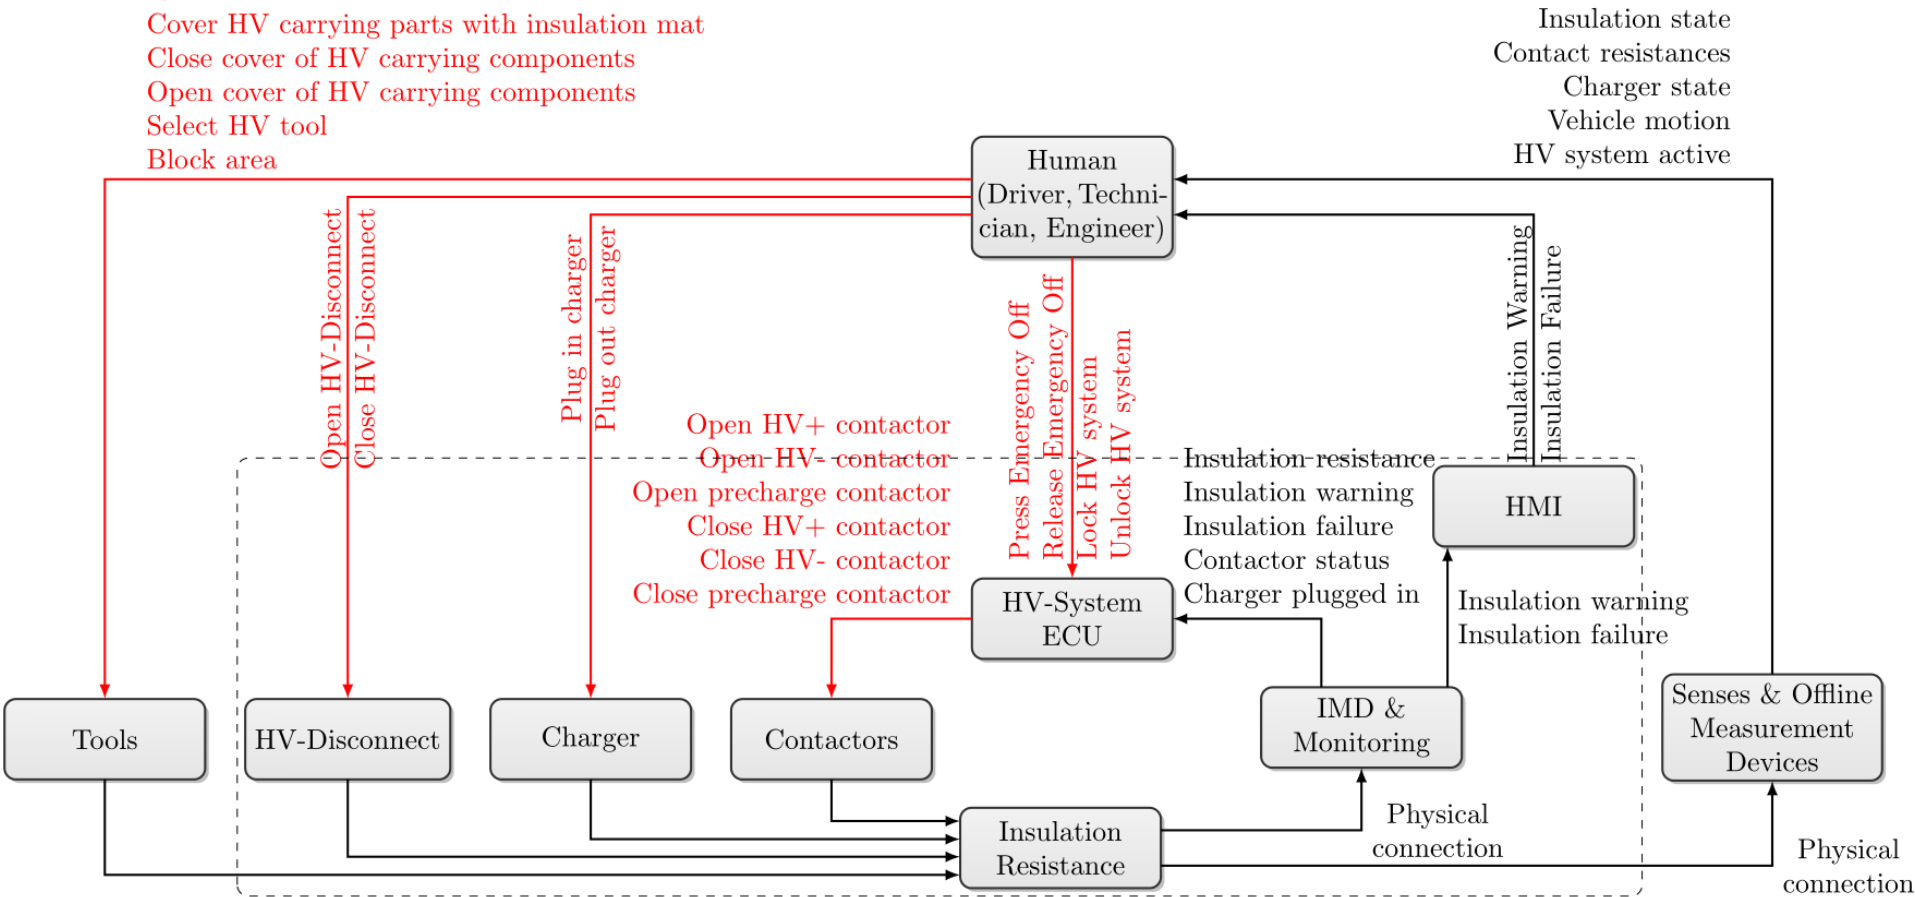 Cover HV carrying parts with insulation mat
Close cover of HV carrying components
Open cover of HV carrying components
Select HV tool
Block area
Insulation state
Contact resistances
Charger state
Vehicle motion
HV system active
Human
(Driver, Techni-
cian, Engineer)
Open HV-Disconnect
Close HV-Disconnect
Plug in charger
Plug out charger
Press Emergency Off
Release Emergency Off
Lock HV system
Unlock HV system
Insulation Warning
Insulation Failure
Open HV+ contactor
Open HV- contactor
Open precharge contactor
Close HV+ contactor
Close HV- contactor
Close precharge contactor
Insulation resistance
Insulation warning
Insulation failure
Contactor status
Charger plugged in
HMI
HV-System
ECU
Insulation warning
Insulation failure
Tools
HV-Disconnect
Charger
Contactors
IMD &
Monitoring
Senses & Offline
Measurement
Devices
Insulation
Resistance
Physical
connection
Physical
connection